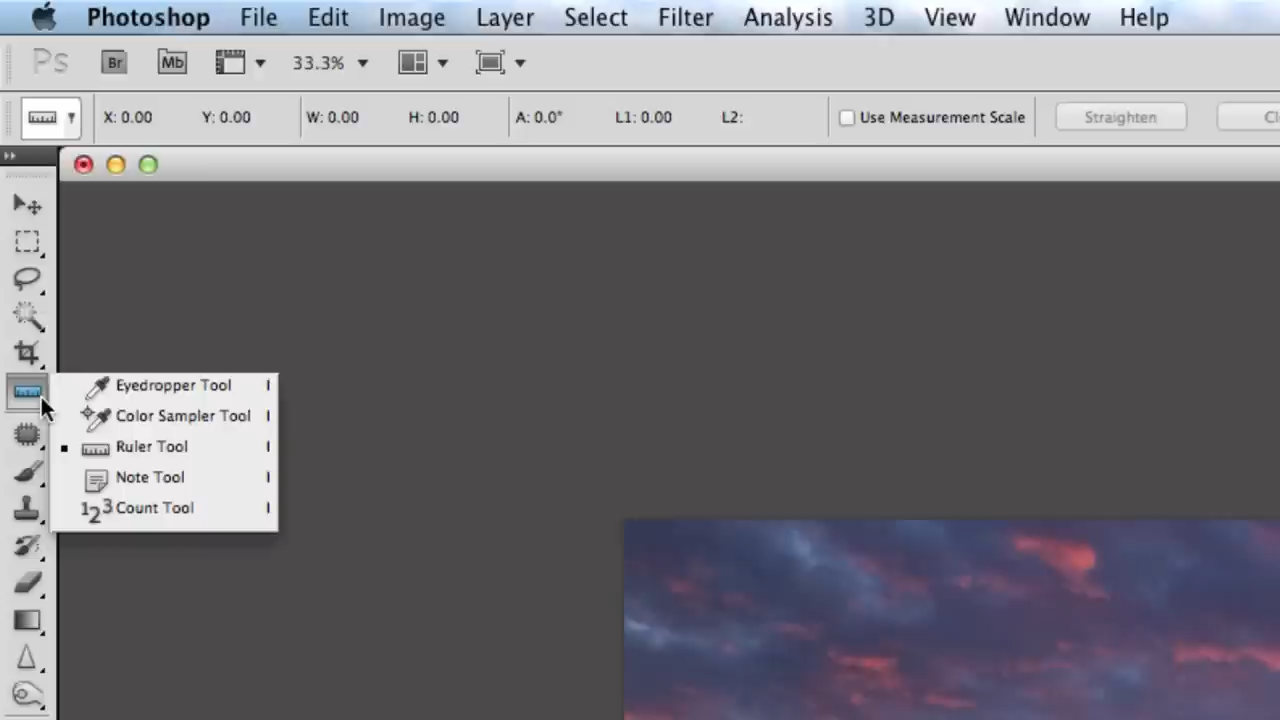 Photoshop File Edit Image Layer Select Filter Analysis 3D View Window Help
Ps Br Mb 33.3%
X: 0.00 Y: 0.00 W: 0.00 H: 0.00 A: 0.0° L1: 0.00 L2: Use Measurement Scale Straighten
Eyedropper Tool I
Color Sampler Tool I
Ruler Tool I
Note Tool I
123 Count Tool I